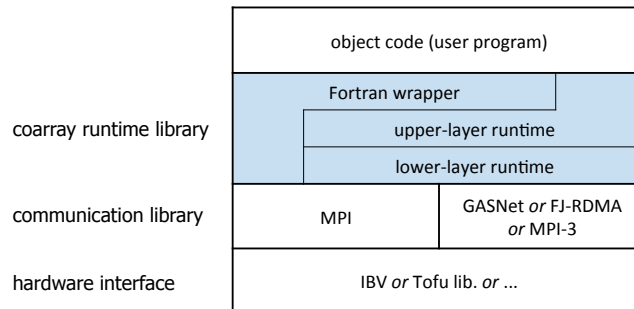 object code (user program)
Fortran wrapper
coarray runtime library
upper-layer runtime
lower-layer runtime
communication library
MPI
GASNet or FJ-RDMA
or MPI-3
hardware interface
IBV or Tofu lib. or ...